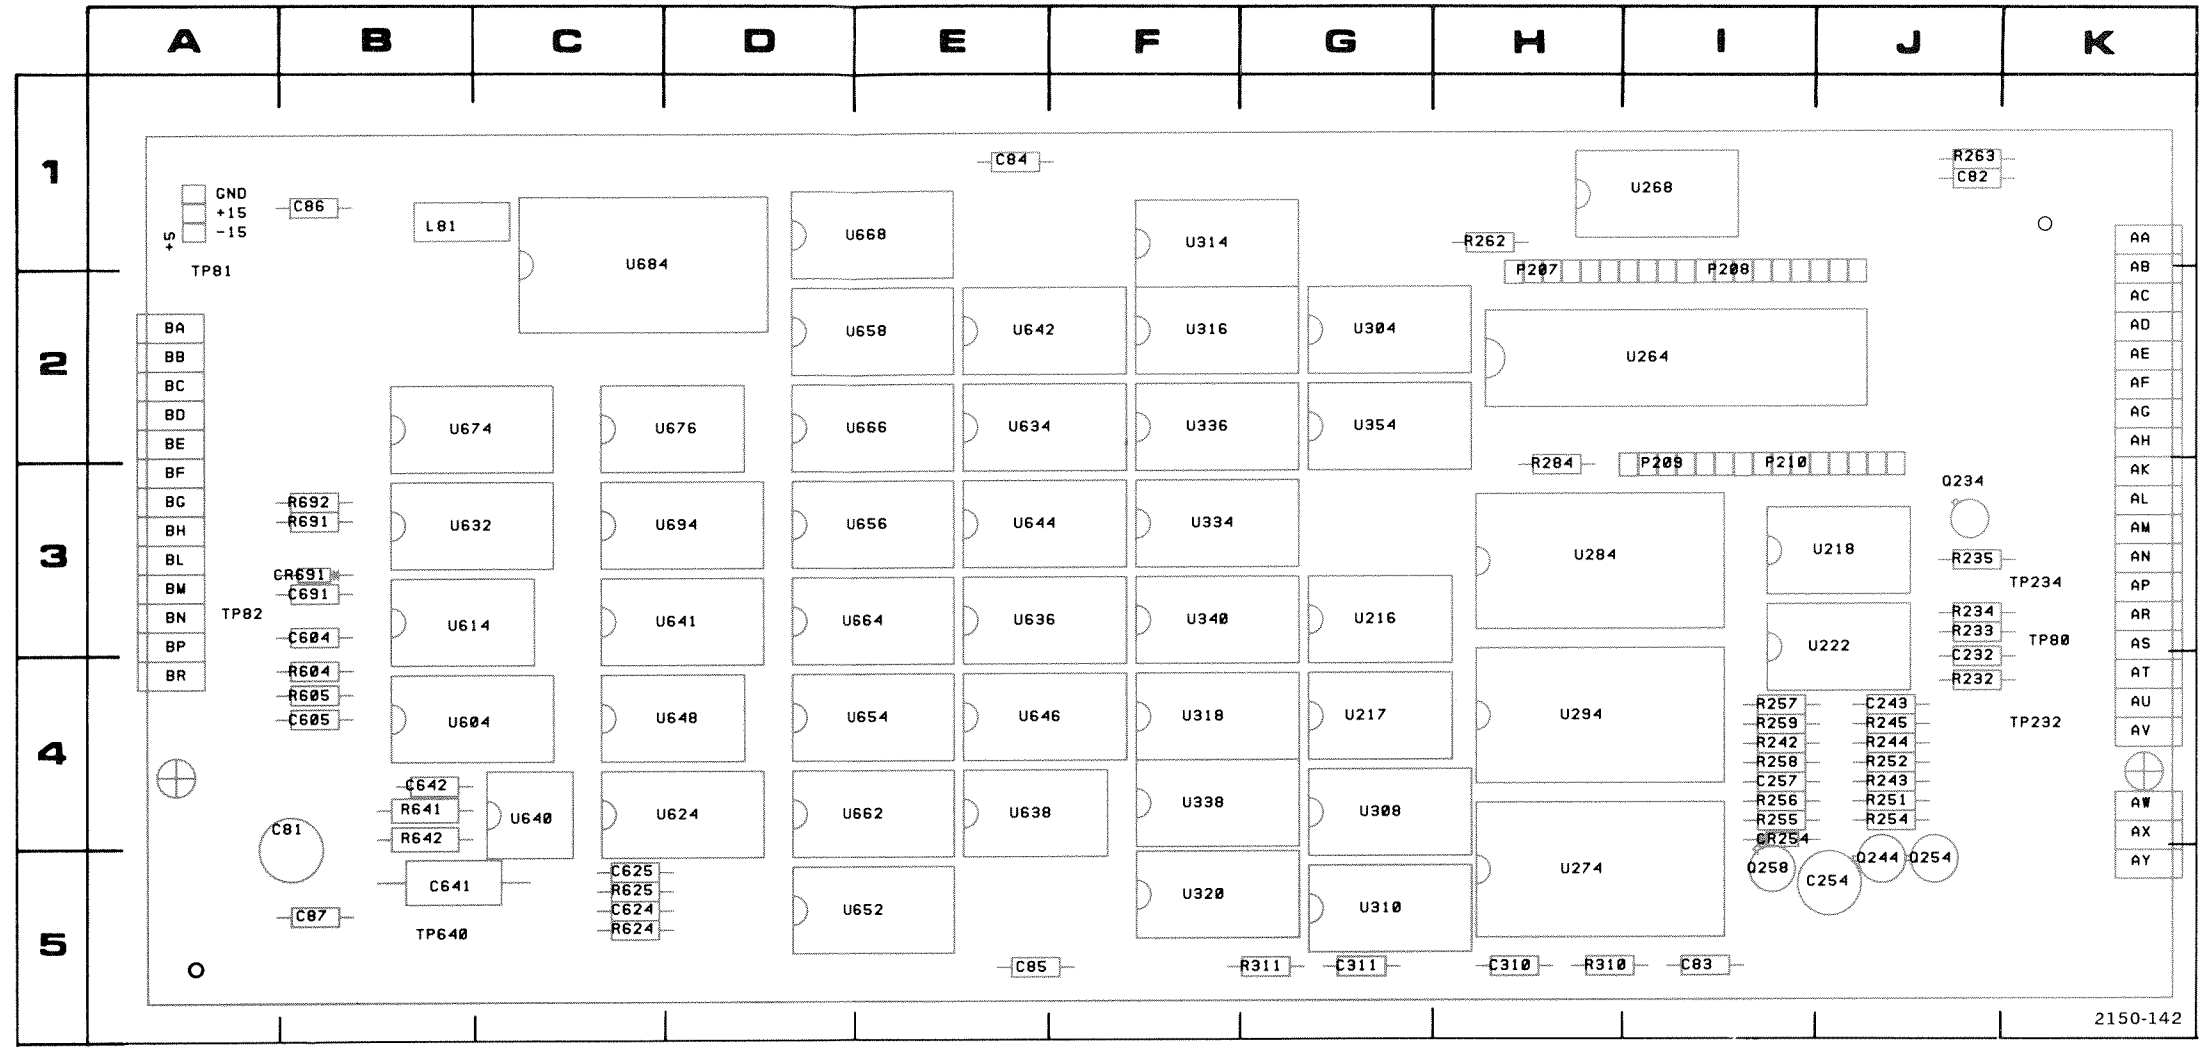 A B C D E F G H I J K
1
C84
R263
C82
U268
GND
+15
-15
+5
TP81
C86
L81
U684
U668
U314
R262
P207 P208
AA
AB
2
BA
BB
BC
BD
BE
BF
U658
U642
U316
U304
U264
AC
AD
AE
AF
AG
AH
AK
U674
U676
U666
U634
U336
U354
R284
P209 P210
Q234
3
BG
BH
BL
BM
BN
BP
BR
TP82
R692
R691
CR691
C691
C604
R604
R605
C605
U632
U694
U656
U644
U334
U284
U218
R235
TP234
AL
AM
AN
AP
AR
AS
AT
AU
AV
U614
U641
U664
U636
U340
U216
U222
R234
R233
C232
R232
TP80
TP232
4
U604
U648
U654
U646
U318
U217
U294
R257
R259
R242
R258
C257
R256
R255
CR254
C243
R245
R244
R252
R243
R251
R254
C642
R641
R642
C81
U640
U624
U662
U638
U338
U308
AW
AX
AY
5
C641
C87
TP640
C625
R625
C624
R624
U652
U320
U310
U274
Q258
C254
Q244
Q254
C85
R311
C311
C310
R310
C83
2150-142